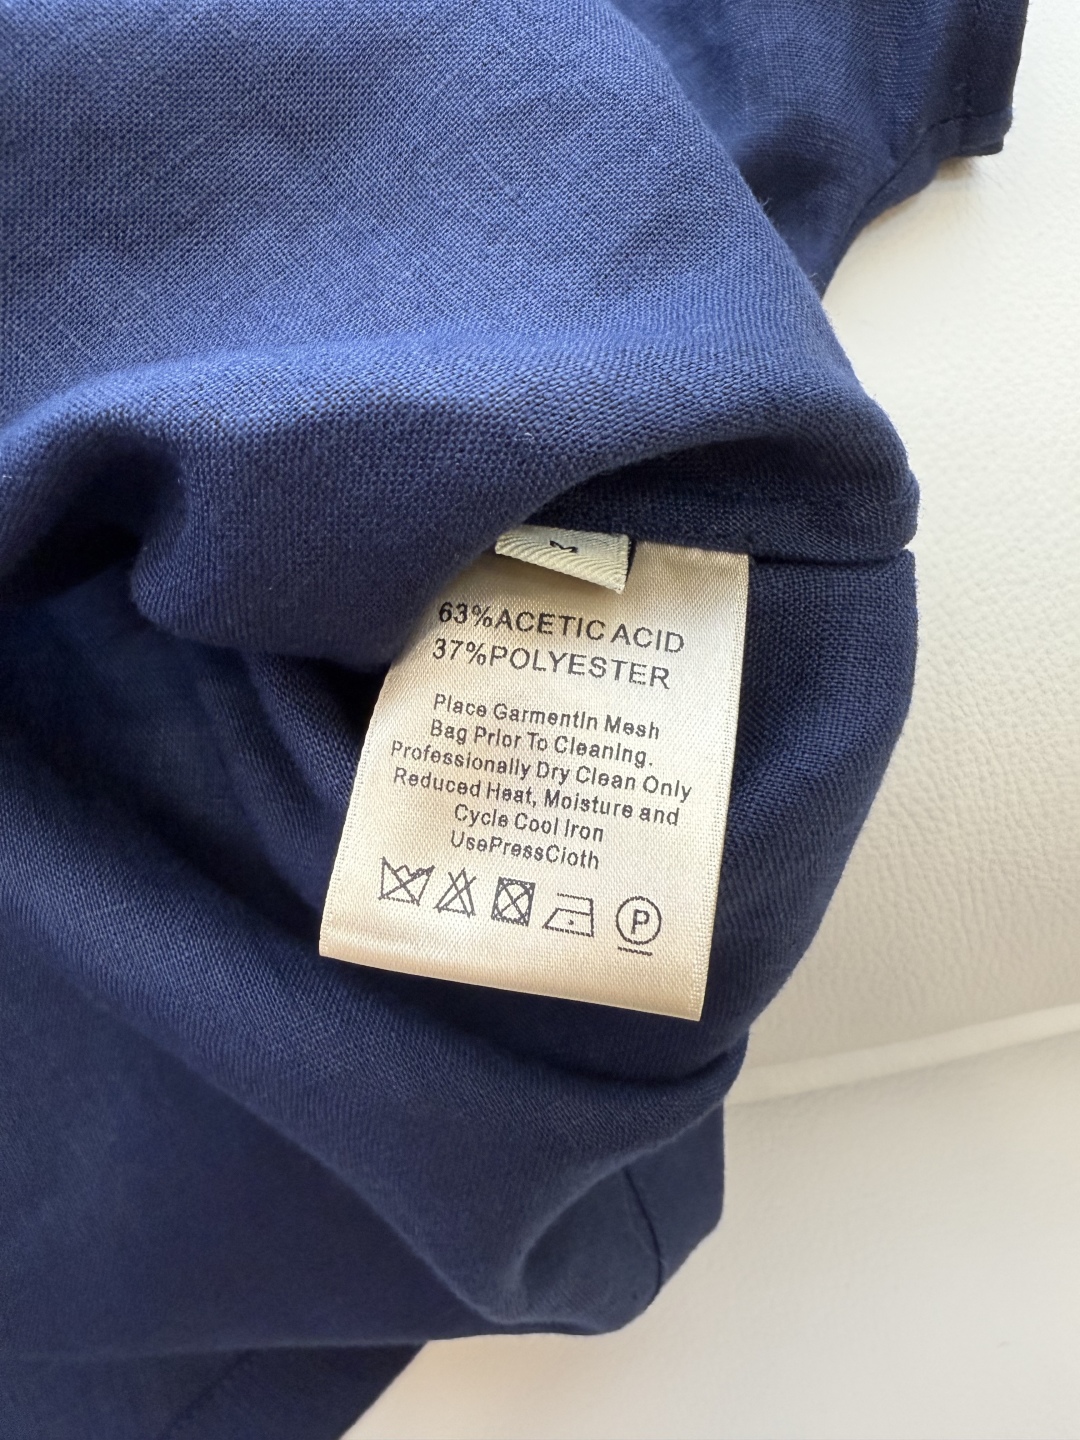 M
63%ACETIC ACID
37%POLYESTER
Place GarmentIn Mesh
Bag Prior To Cleaning.
Professionally Dry Clean Only
Reduced Heat, Moisture and
Cycle Cool Iron
UsePressCloth
P